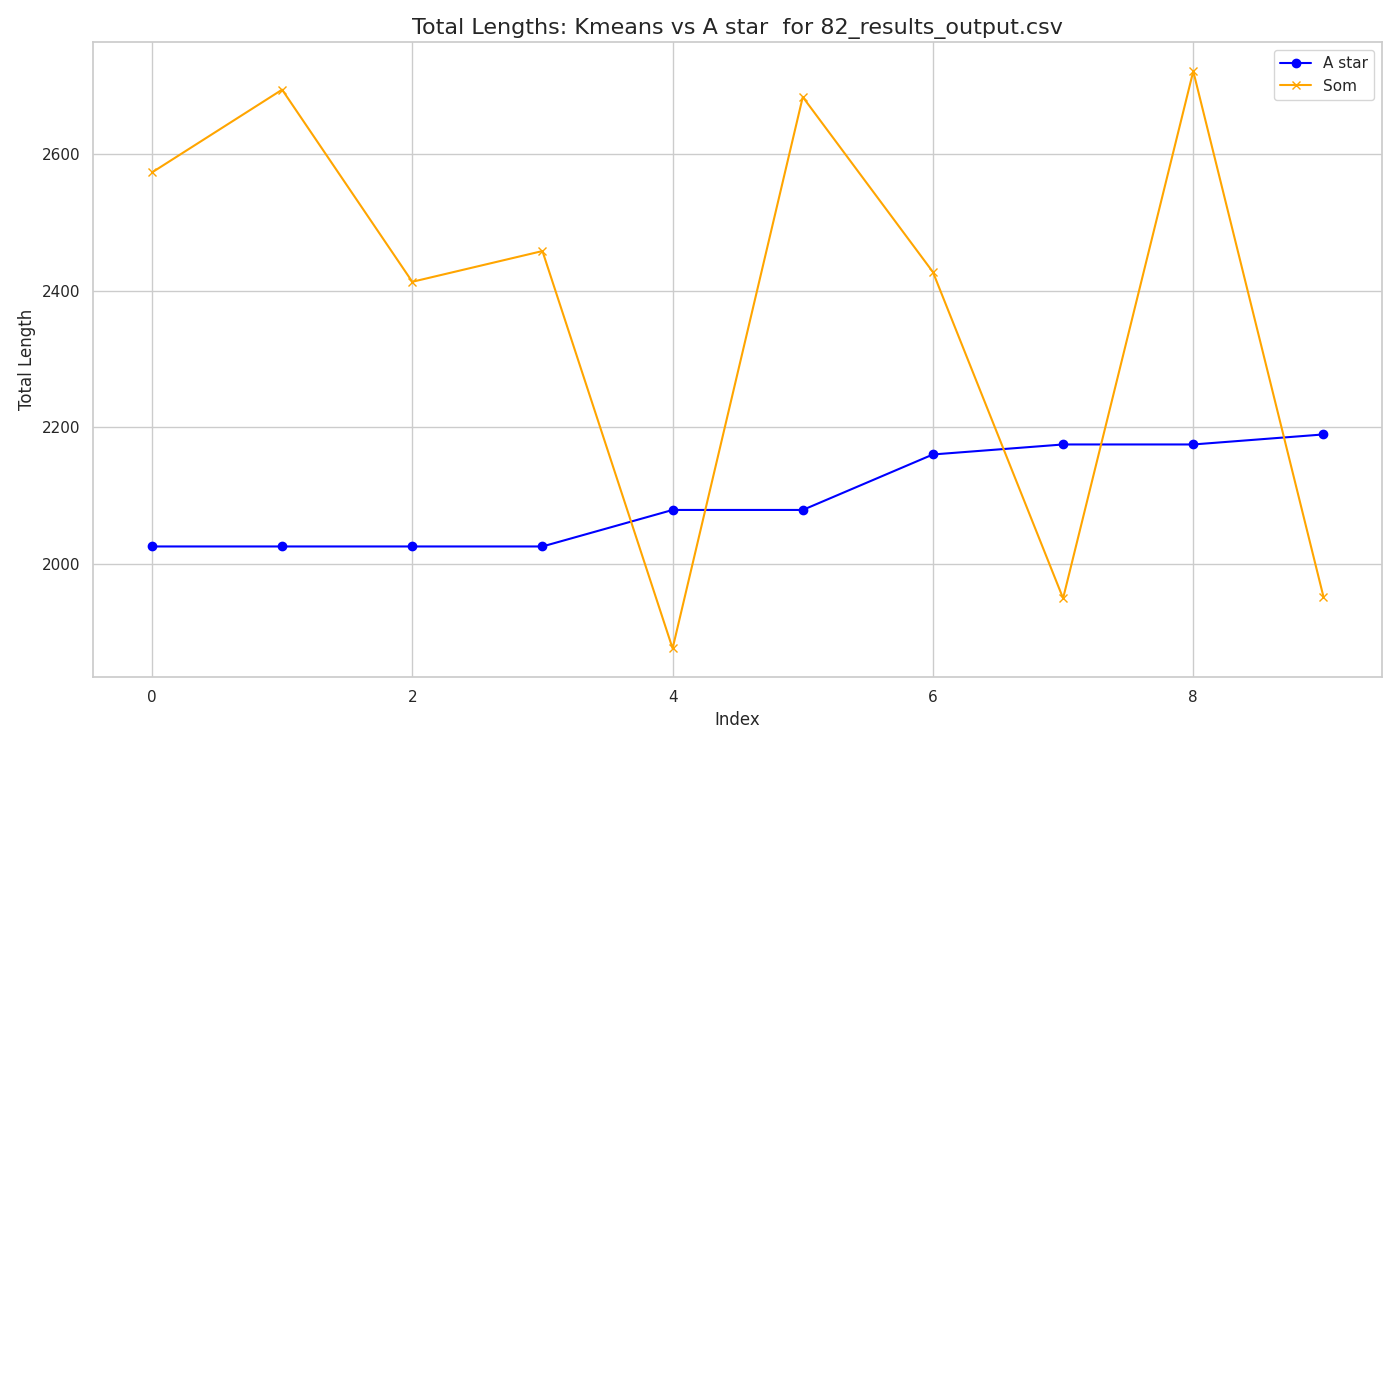 Total Lengths: Kmeans vs A star  for 82_results_output.csv
A star
Som
2600
2400
2200
2000
Total Length
0 2 4 6 8
Index